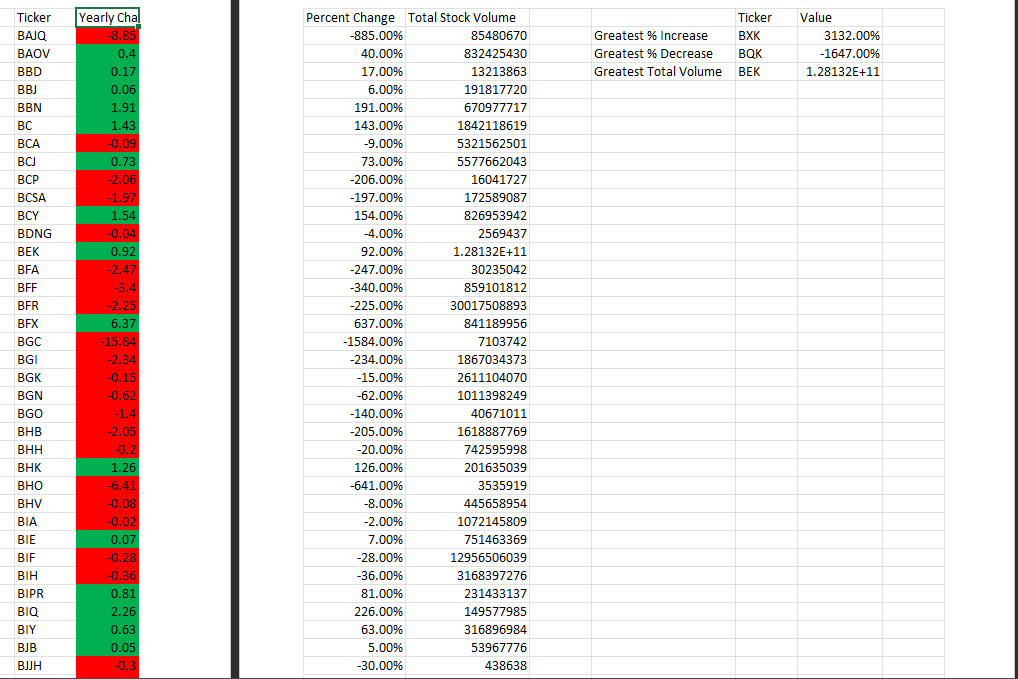 Ticker Yearly Cha Percent Change Total Stock Volume Ticker Value
BAJQ -8.85 -885.00% 85480670 Greatest % Increase BXK 3132.00%
BAOV 0.4 40.00% 832425430 Greatest % Decrease BQK -1647.00%
BBD 0.17 17.00% 13213863 Greatest Total Volume BEK 1.28132E+11
BBJ 0.06 6.00% 191817720
BBN 1.91 191.00% 670977717
BC 1.43 143.00% 1842118619
BCA -0.09 -9.00% 5321562501
BCJ 0.73 73.00% 5577662043
BCP -2.06 -206.00% 16041727
BCSA -1.97 -197.00% 172589087
BCY 1.54 154.00% 826953942
BDNG -0.04 -4.00% 2569437
BEK 0.92 92.00% 1.28132E+11
BFA -2.47 -247.00% 30235042
BFF -3.4 -340.00% 859101812
BFR -2.25 -225.00% 30017508893
BFX 6.37 637.00% 841189956
BGC -15.84 -1584.00% 7103742
BGI -2.34 -234.00% 1867034373
BGK -0.15 -15.00% 2611104070
BGN -0.62 -62.00% 1011398249
BGO -1.4 -140.00% 40671011
BHB -2.05 -205.00% 1618887769
BHH -0.2 -20.00% 742595998
BHK 1.26 126.00% 201635039
BHO -6.41 -641.00% 3535919
BHV -0.08 -8.00% 445658954
BIA -0.02 -2.00% 1072145809
BIE 0.07 7.00% 751463369
BIF -0.28 -28.00% 12956506039
BIH -0.36 -36.00% 3168397276
BIPR 0.81 81.00% 231433137
BIQ 2.26 226.00% 149577985
BIY 0.63 63.00% 316896984
BJB 0.05 5.00% 53967776
BJJH -0.3 -30.00% 438638